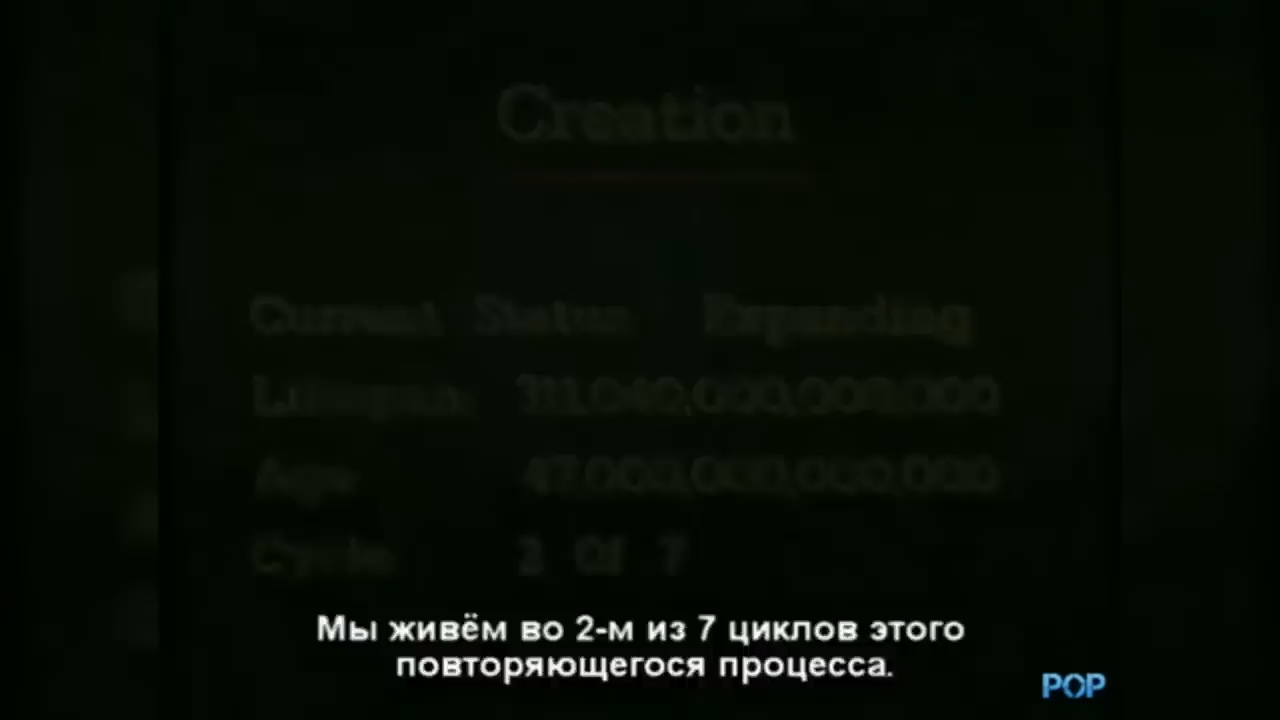 Creation
Current Status Expanding
Lifespan: 311,040,000,000,000
Age 47,000,000,000,000
Cycle 2 Of 7
Мы живём во 2-м из 7 циклов этого
повторяющегося процесса.
POP